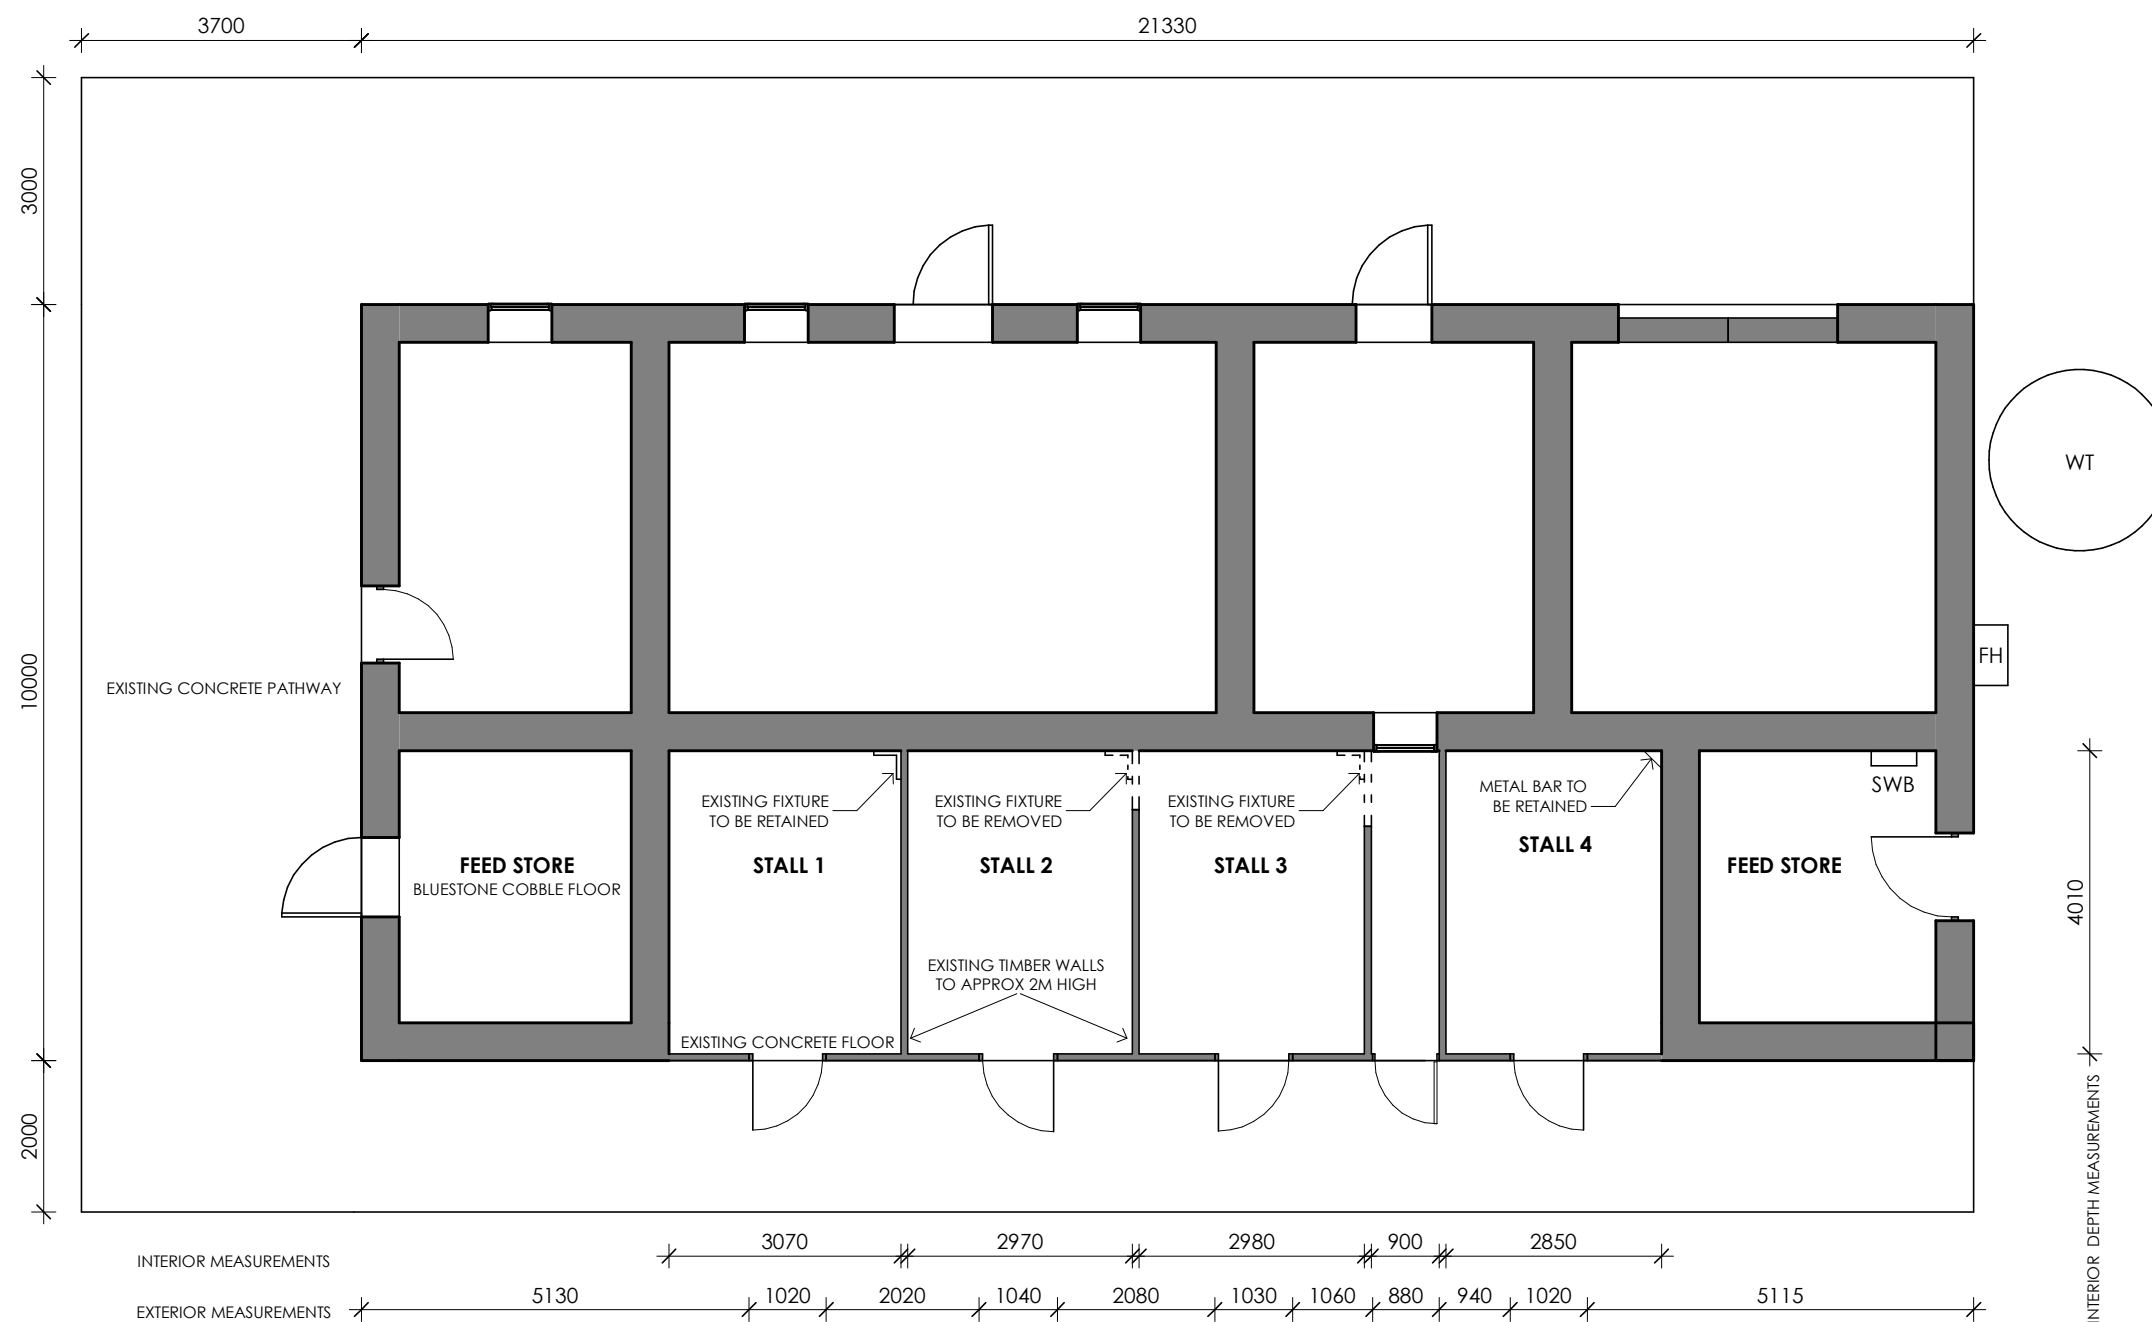 3700
21330
3000
10000
2000
WT
FH
EXISTING CONCRETE PATHWAY
EXISTING FIXTURE
TO BE RETAINED
EXISTING FIXTURE
TO BE REMOVED
EXISTING FIXTURE
TO BE REMOVED
METAL BAR TO
BE RETAINED
SWB
FEED STORE
BLUESTONE COBBLE FLOOR
STALL 1
STALL 2
STALL 3
STALL 4
FEED STORE
4010
EXISTING TIMBER WALLS
TO APPROX 2M HIGH
EXISTING CONCRETE FLOOR
INTERIOR DEPTH MEASUREMENTS
INTERIOR MEASUREMENTS
3070
2970
2980
900
2850
EXTERIOR MEASUREMENTS
5130
1020
2020
1040
2080
1030
1060
880
940
1020
5115